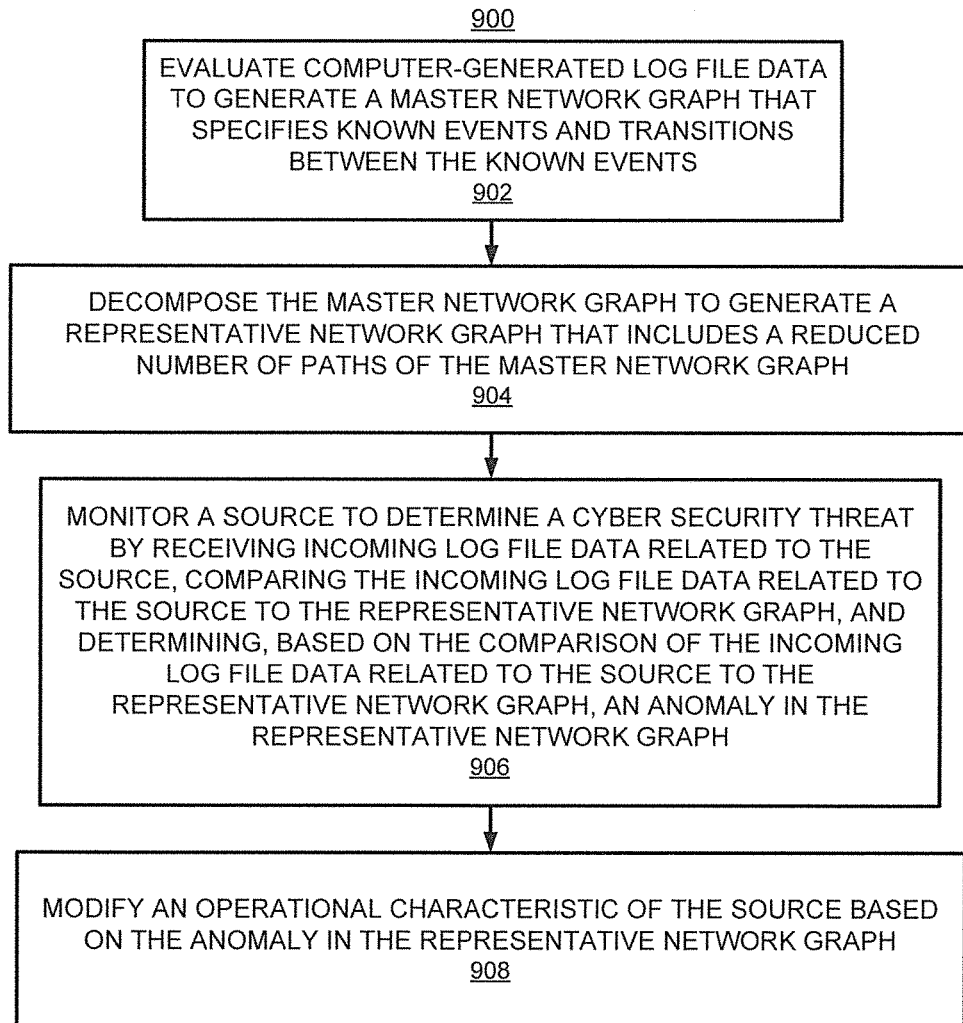 900
EVALUATE COMPUTER-GENERATED LOG FILE DATA
TO GENERATE A MASTER NETWORK GRAPH THAT
SPECIFIES KNOWN EVENTS AND TRANSITIONS
BETWEEN THE KNOWN EVENTS
902
DECOMPOSE THE MASTER NETWORK GRAPH TO GENERATE A
REPRESENTATIVE NETWORK GRAPH THAT INCLUDES A REDUCED
NUMBER OF PATHS OF THE MASTER NETWORK GRAPH
904
MONITOR A SOURCE TO DETERMINE A CYBER SECURITY THREAT
BY RECEIVING INCOMING LOG FILE DATA RELATED TO THE
SOURCE, COMPARING THE INCOMING LOG FILE DATA RELATED TO
THE SOURCE TO THE REPRESENTATIVE NETWORK GRAPH, AND
DETERMINING, BASED ON THE COMPARISON OF THE INCOMING
LOG FILE DATA RELATED TO THE SOURCE TO THE
REPRESENTATIVE NETWORK GRAPH, AN ANOMALY IN THE
REPRESENTATIVE NETWORK GRAPH
906
MODIFY AN OPERATIONAL CHARACTERISTIC OF THE SOURCE BASED
ON THE ANOMALY IN THE REPRESENTATIVE NETWORK GRAPH
908